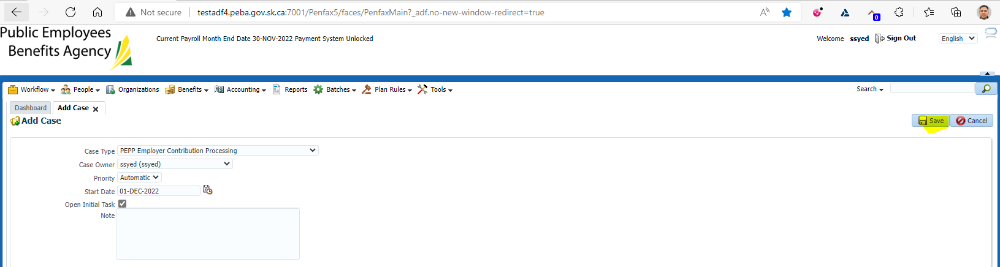 Not secure | testadf4.peba.gov.sk.ca:7001/Penfax5/faces/PenfaxMain?_adf.no-new-window-redirect=true
0
Public Employees
Benefits Agency
Current Payroll Month End Date 30-NOV-2022 Payment System Unlocked
Welcome ssyed Sign Out English
Workflow People Organizations Benefits Accounting Reports Batches Plan Rules Tools Search
Dashboard Add Case
Add Case Save Cancel
Case Type PEPP Employer Contribution Processing
Case Owner ssyed (ssyed)
Priority Automatic
Start Date 01-DEC-2022
Open Initial Task
Note